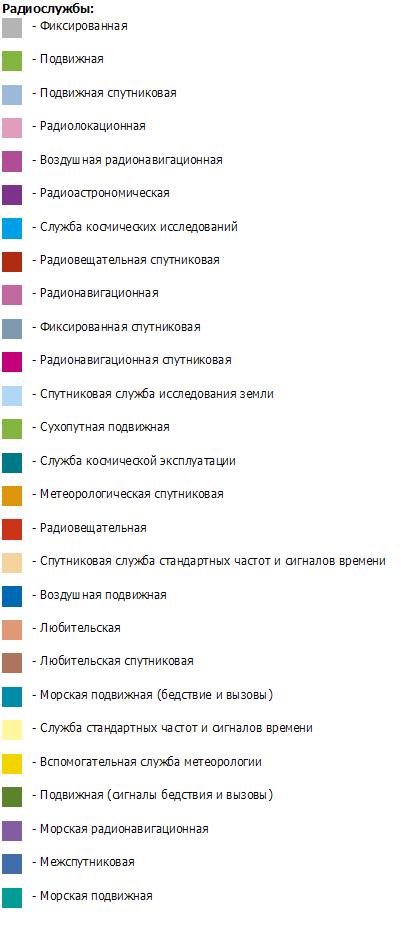 Радиослужбы:
- Фиксированная
- Подвижная
- Подвижная спутниковая
- Радиолокационная
- Воздушная радионавигационная
- Радиоастрономическая
- Служба космических исследований
- Радиовещательная спутниковая
- Радионавигационная
- Фиксированная спутниковая
- Радионавигационная спутниковая
- Спутниковая служба исследования земли
- Сухопутная подвижная
- Служба космической эксплуатации
- Метеорологическая спутниковая
- Радиовещательная
- Спутниковая служба стандартных частот и сигналов времени
- Воздушная подвижная
- Любительская
- Любительская спутниковая
- Морская подвижная (бедствие и вызовы)
- Служба стандартных частот и сигналов времени
- Вспомогательная служба метеорологии
- Подвижная (сигналы бедствия и вызовы)
- Морская радионавигационная
- Межспутниковая
- Морская подвижная